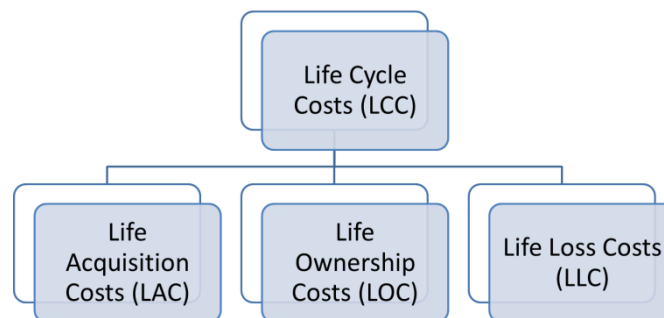 Life Cycle
Costs (LCC)
Life
Acquisition
Costs (LAC)
Life
Ownership
Costs (LOC)
Life Loss Costs
(LLC)